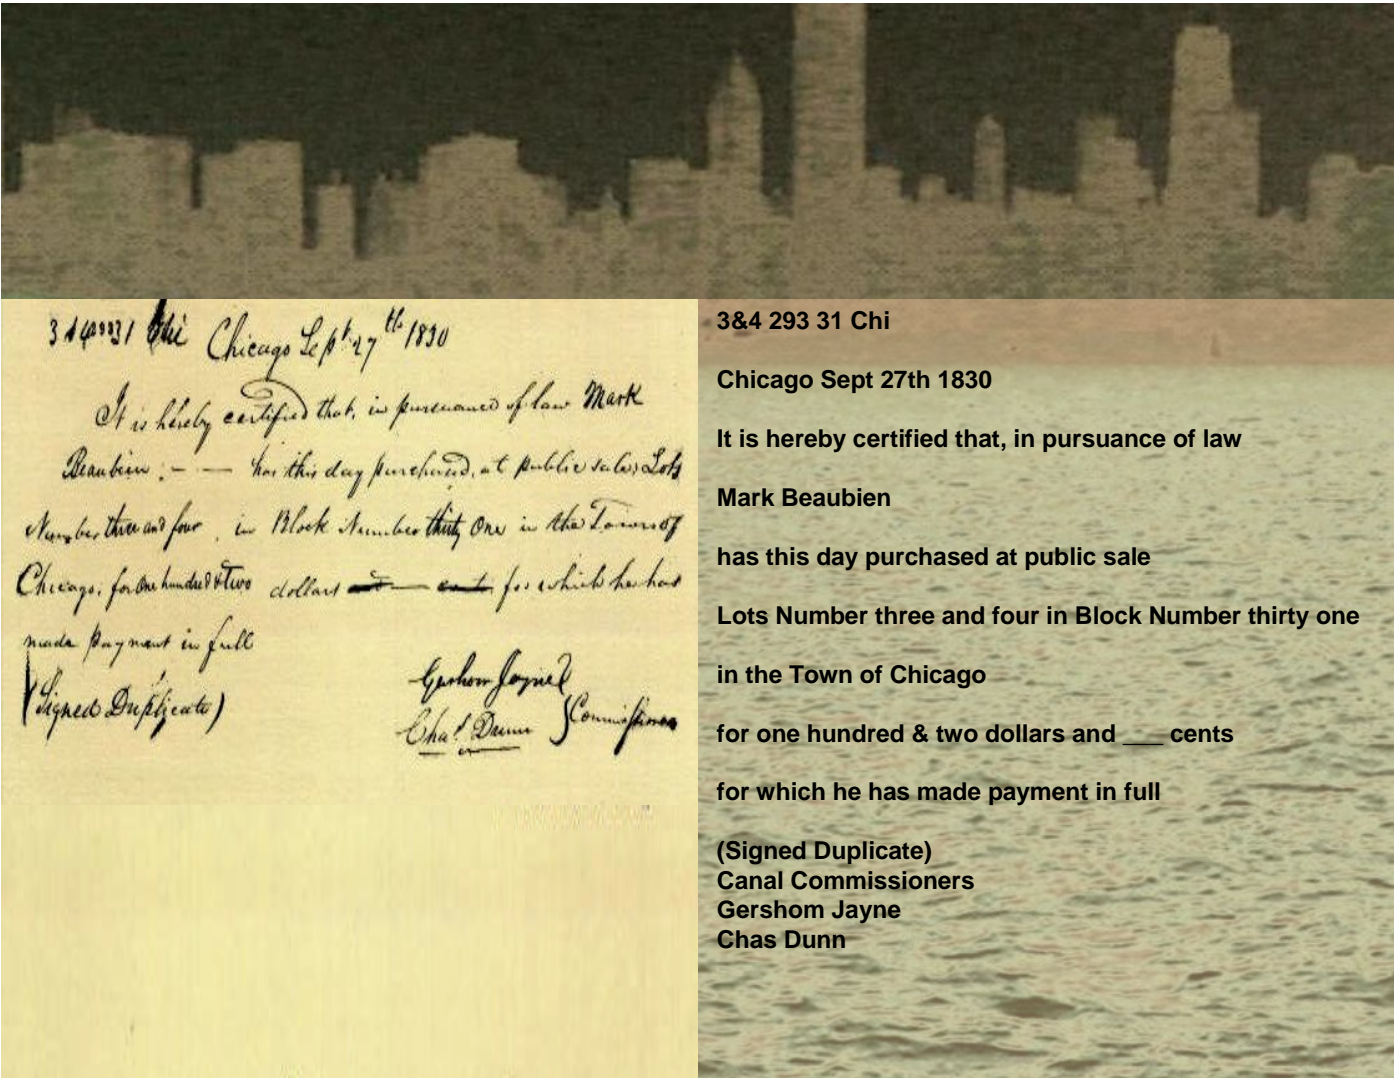 Chi Chicago Sept 27th 1830
It is hereby certified that, in pursuance of law Mark
Beaubien ; - — has this day purchased, at public sale, Lots
Number three and four, in Block Number thirty One in the Town of
Chicago, for One hundred & two dollars and — cents for which he has
made payment in full
(Signed Duplicate)
Gershom Jayne
Chas. Dunn } Commissioners
3&4 293 31 Chi
Chicago Sept 27th 1830
It is hereby certified that, in pursuance of law
Mark Beaubien
has this day purchased at public sale
Lots Number three and four in Block Number thirty one
in the Town of Chicago
for one hundred & two dollars and ___ cents
for which he has made payment in full
(Signed Duplicate)
Canal Commissioners
Gershom Jayne
Chas Dunn